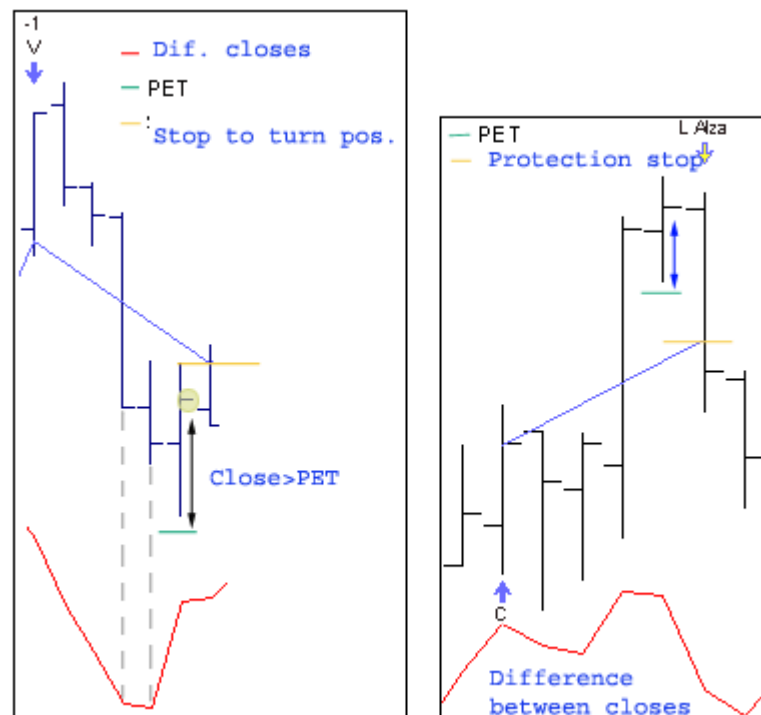 -1
V
Dif. closes
PET
: Stop to turn pos.
Close>PET
PET
L Alza
Protection stop
C
Difference
between closes